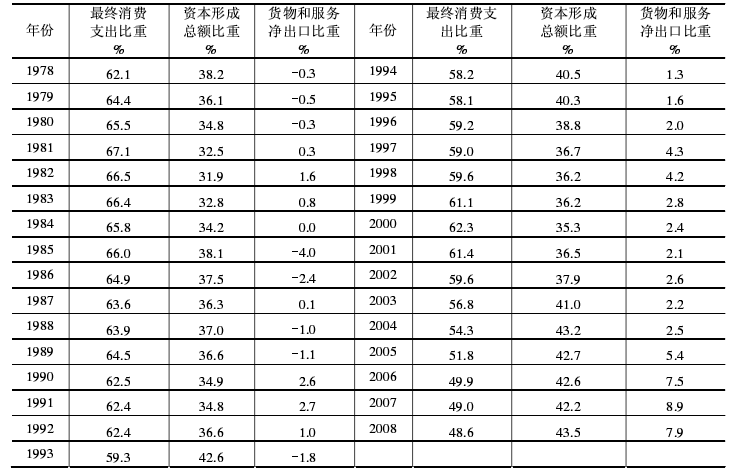 年份 最终消费支出比重 % 资本形成总额比重 % 货物和服务净出口比重 % 年份 最终消费支出比重 % 资本形成总额比重 % 货物和服务净出口比重 %
1978 62.1 38.2 -0.3 1994 58.2 40.5 1.3
1979 64.4 36.1 -0.5 1995 58.1 40.3 1.6
1980 65.5 34.8 -0.3 1996 59.2 38.8 2.0
1981 67.1 32.5 0.3 1997 59.0 36.7 4.3
1982 66.5 31.9 1.6 1998 59.6 36.2 4.2
1983 66.4 32.8 0.8 1999 61.1 36.2 2.8
1984 65.8 34.2 0.0 2000 62.3 35.3 2.4
1985 66.0 38.1 -4.0 2001 61.4 36.5 2.1
1986 64.9 37.5 -2.4 2002 59.6 37.9 2.6
1987 63.6 36.3 0.1 2003 56.8 41.0 2.2
1988 63.9 37.0 -1.0 2004 54.3 43.2 2.5
1989 64.5 36.6 -1.1 2005 51.8 42.7 5.4
1990 62.5 34.9 2.6 2006 49.9 42.6 7.5
1991 62.4 34.8 2.7 2007 49.0 42.2 8.9
1992 62.4 36.6 1.0 2008 48.6 43.5 7.9
1993 59.3 42.6 -1.8